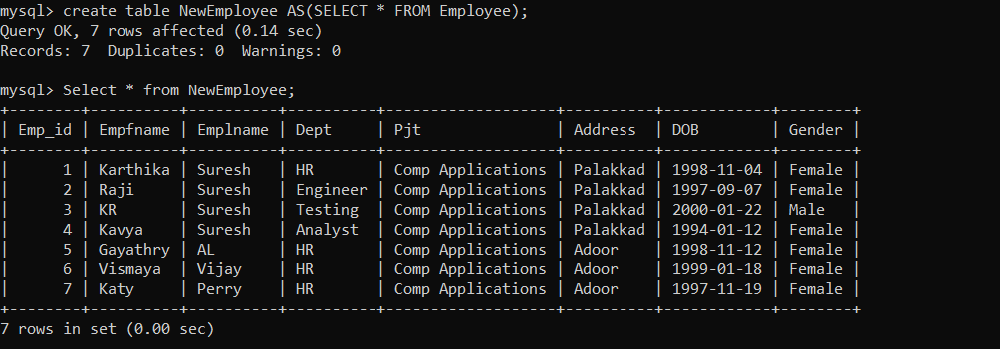 mysql> create table NewEmployee AS(SELECT * FROM Employee);
Query OK, 7 rows affected (0.14 sec)
Records: 7  Duplicates: 0  Warnings: 0

mysql> Select * from NewEmployee;
+--------+----------+----------+----------+-------------------+----------+------------+--------+
| Emp_id | Empfname | Emplname | Dept     | Pjt               | Address  | DOB        | Gender |
+--------+----------+----------+----------+-------------------+----------+------------+--------+
|      1 | Karthika | Suresh   | HR       | Comp Applications | Palakkad | 1998-11-04 | Female |
|      2 | Raji     | Suresh   | Engineer | Comp Applications | Palakkad | 1997-09-07 | Female |
|      3 | KR       | Suresh   | Testing  | Comp Applications | Palakkad | 2000-01-22 | Male   |
|      4 | Kavya    | Suresh   | Analyst  | Comp Applications | Palakkad | 1994-01-12 | Female |
|      5 | Gayathry | AL       | HR       | Comp Applications | Adoor    | 1998-11-12 | Female |
|      6 | Vismaya  | Vijay    | HR       | Comp Applications | Adoor    | 1999-01-18 | Female |
|      7 | Katy     | Perry    | HR       | Comp Applications | Adoor    | 1997-11-19 | Female |
+--------+----------+----------+----------+-------------------+----------+------------+--------+
7 rows in set (0.00 sec)